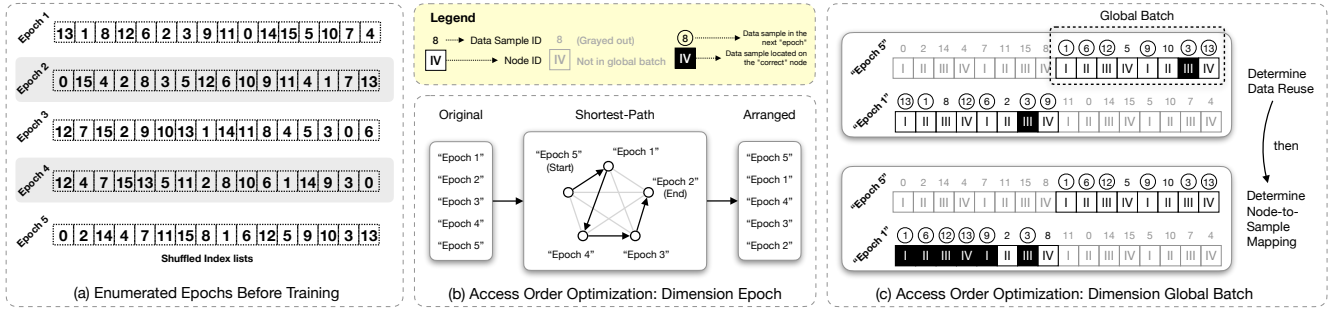 Epoch 1
13 1 8 12 6 2 3 9 11 0 14 15 5 10 7 4
Epoch 2
0 15 4 2 8 3 5 12 6 10 9 11 4 1 7 13
Epoch 3
12 7 15 2 9 10 13 1 14 11 8 4 5 3 0 6
Epoch 4
12 4 7 15 13 5 11 2 8 10 6 1 14 9 3 0
Epoch 5
0 2 14 4 7 11 15 8 1 6 12 5 9 10 3 13
Shuffled Index lists
(a) Enumerated Epochs Before Training
Legend
8 Data Sample ID
8 (Grayed out)
8 Data sample in the
next "epoch"
IV Node ID
IV Not in global batch
IV Data sample located on
the "correct" node
Original
Shortest-Path
Arranged
"Epoch 1"
"Epoch 2"
"Epoch 3"
"Epoch 4"
"Epoch 5"
"Epoch 5"
(Start)
"Epoch 1"
"Epoch 2"
(End)
"Epoch 4"
"Epoch 3"
"Epoch 5"
"Epoch 1"
"Epoch 4"
"Epoch 3"
"Epoch 2"
(b) Access Order Optimization: Dimension Epoch
Global Batch
"Epoch 5"
0 2 14 4 7 11 15 8 1 6 12 5 9 10 3 13
I II III IV I II III IV I II III IV I II III IV
"Epoch 1"
13 1 8 12 6 2 3 9 11 0 14 15 5 10 7 4
I II III IV I II III IV I II III IV I II III IV
Determine
Data Reuse
then
Determine
Node-to-
Sample
Mapping
"Epoch 5"
0 2 14 4 7 11 15 8 1 6 12 5 9 10 3 13
I II III IV I II III IV I II III IV I II III IV
"Epoch 1"
1 6 12 13 9 2 3 8 11 0 14 15 5 10 7 4
I II III IV I II III IV I II III IV I II III IV
(c) Access Order Optimization: Dimension Global Batch